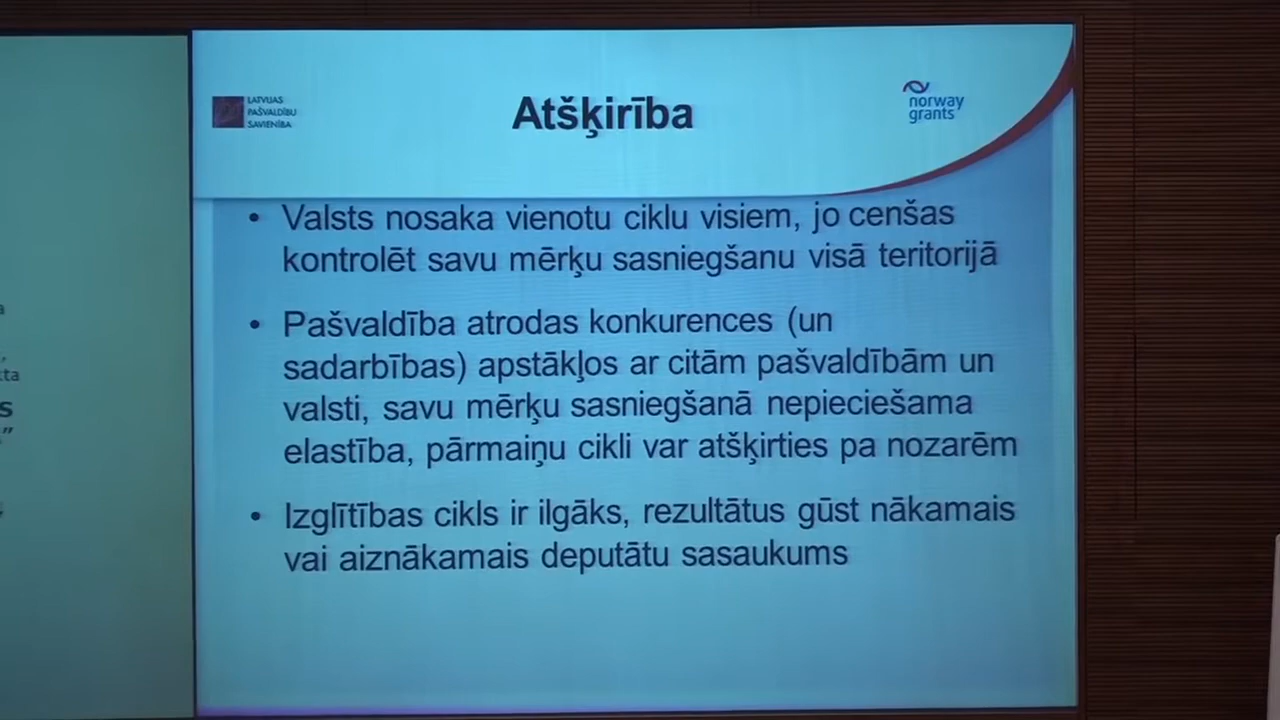 LATVIJAS
PAŠVALDĪBU
SAVIENĪBA
Atšķirība
norway
grants
• Valsts nosaka vienotu ciklu visiem, jo cenšas
kontrolēt savu mērķu sasniegšanu visā teritorijā
• Pašvaldība atrodas konkurences (un
sadarbības) apstākļos ar citām pašvaldībām un
valsti, savu mērķu sasniegšanā nepieciešama
elastība, pārmaiņu cikli var atšķirties pa nozarēm
• Izglītības cikls ir ilgāks, rezultātus gūst nākamais
vai aiznākamais deputātu sasaukums